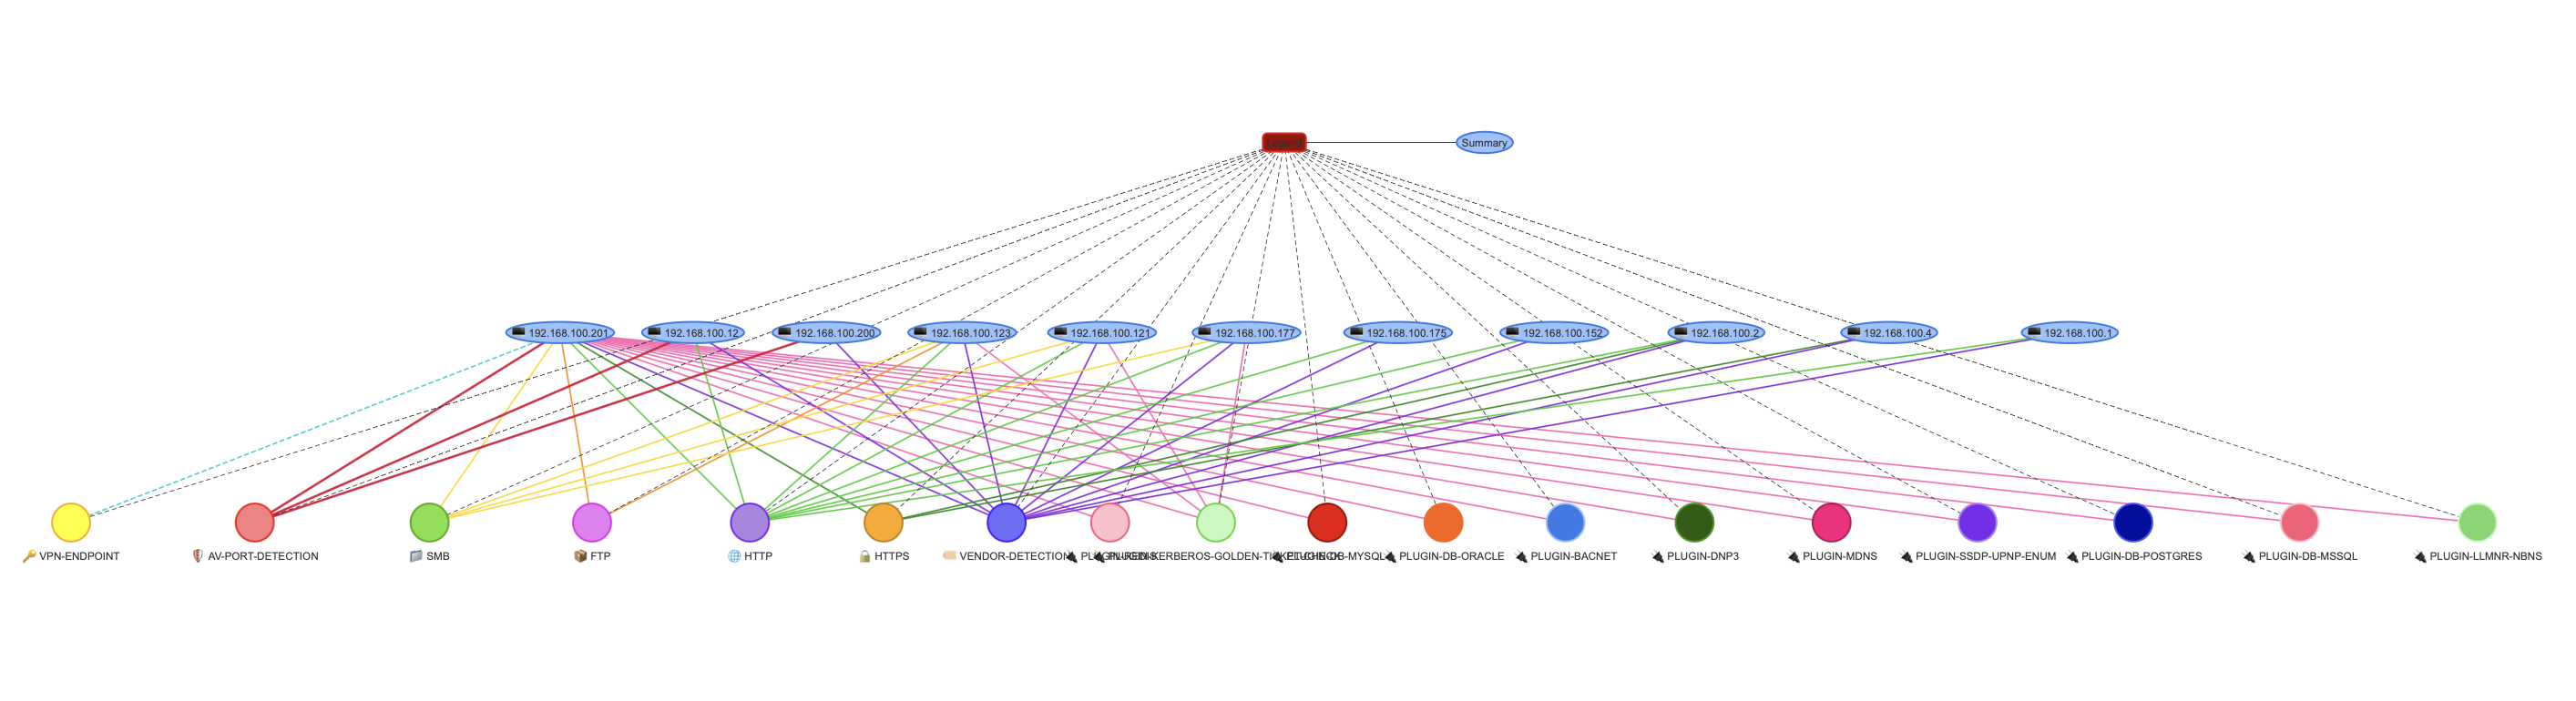 Legend
Summary
192.168.100.201
192.168.100.12
192.168.100.200
192.168.100.123
192.168.100.121
192.168.100.177
192.168.100.175
192.168.100.152
192.168.100.2
192.168.100.4
192.168.100.1
VPN-ENDPOINT
AV-PORT-DETECTION
SMB
FTP
HTTP
HTTPS
VENDOR-DETECTION
PLUGIN-REDIS
PLUGIN-KERBEROS-GOLDEN-TICKET-CHECK
PLUGIN-DB-MYSQL
PLUGIN-DB-ORACLE
PLUGIN-BACNET
PLUGIN-DNP3
PLUGIN-MDNS
PLUGIN-SSDP-UPNP-ENUM
PLUGIN-DB-POSTGRES
PLUGIN-DB-MSSQL
PLUGIN-LLMNR-NBNS